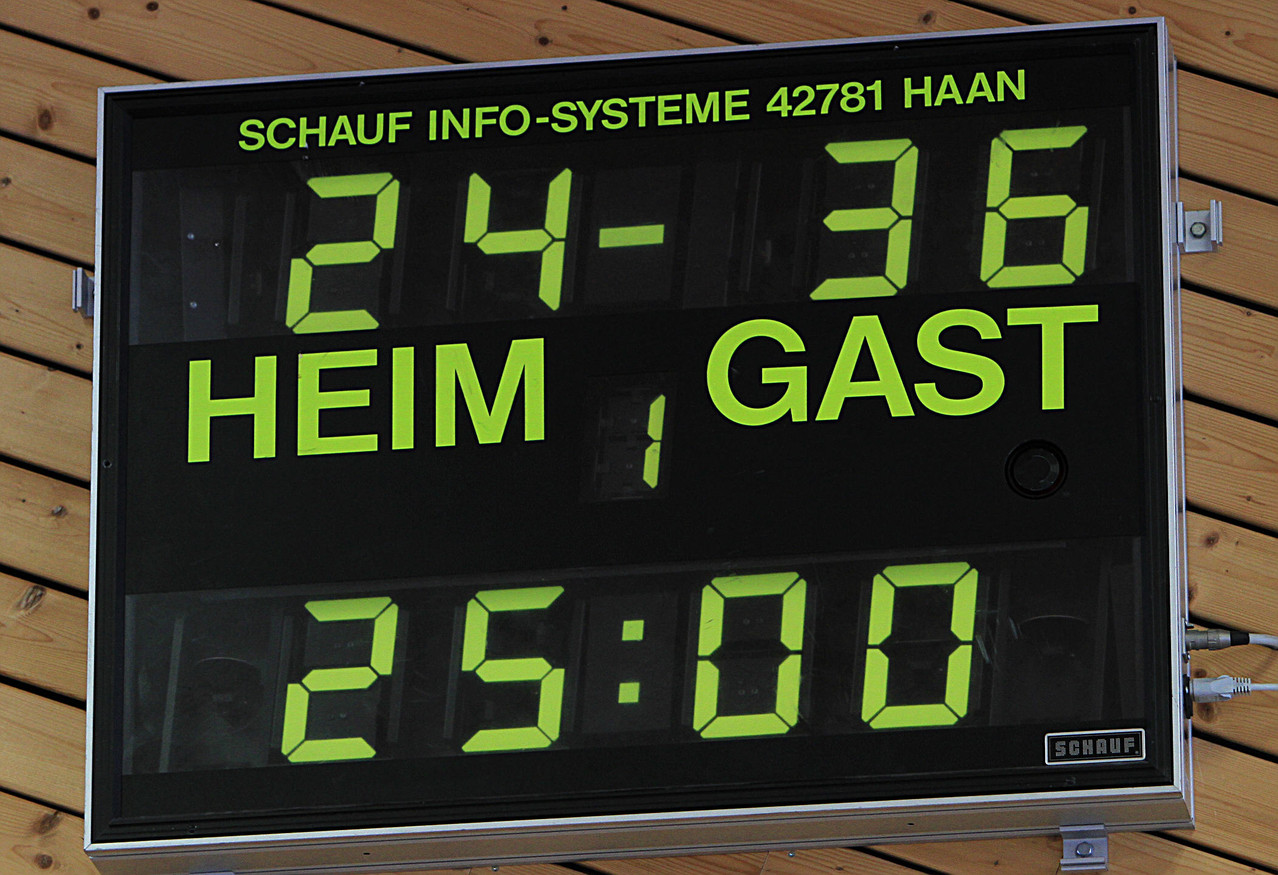 SCHAUF INFO-SYSTEME 42781 HAAN
24 - 36
HEIM 1 GAST
25:00
SCHAUF